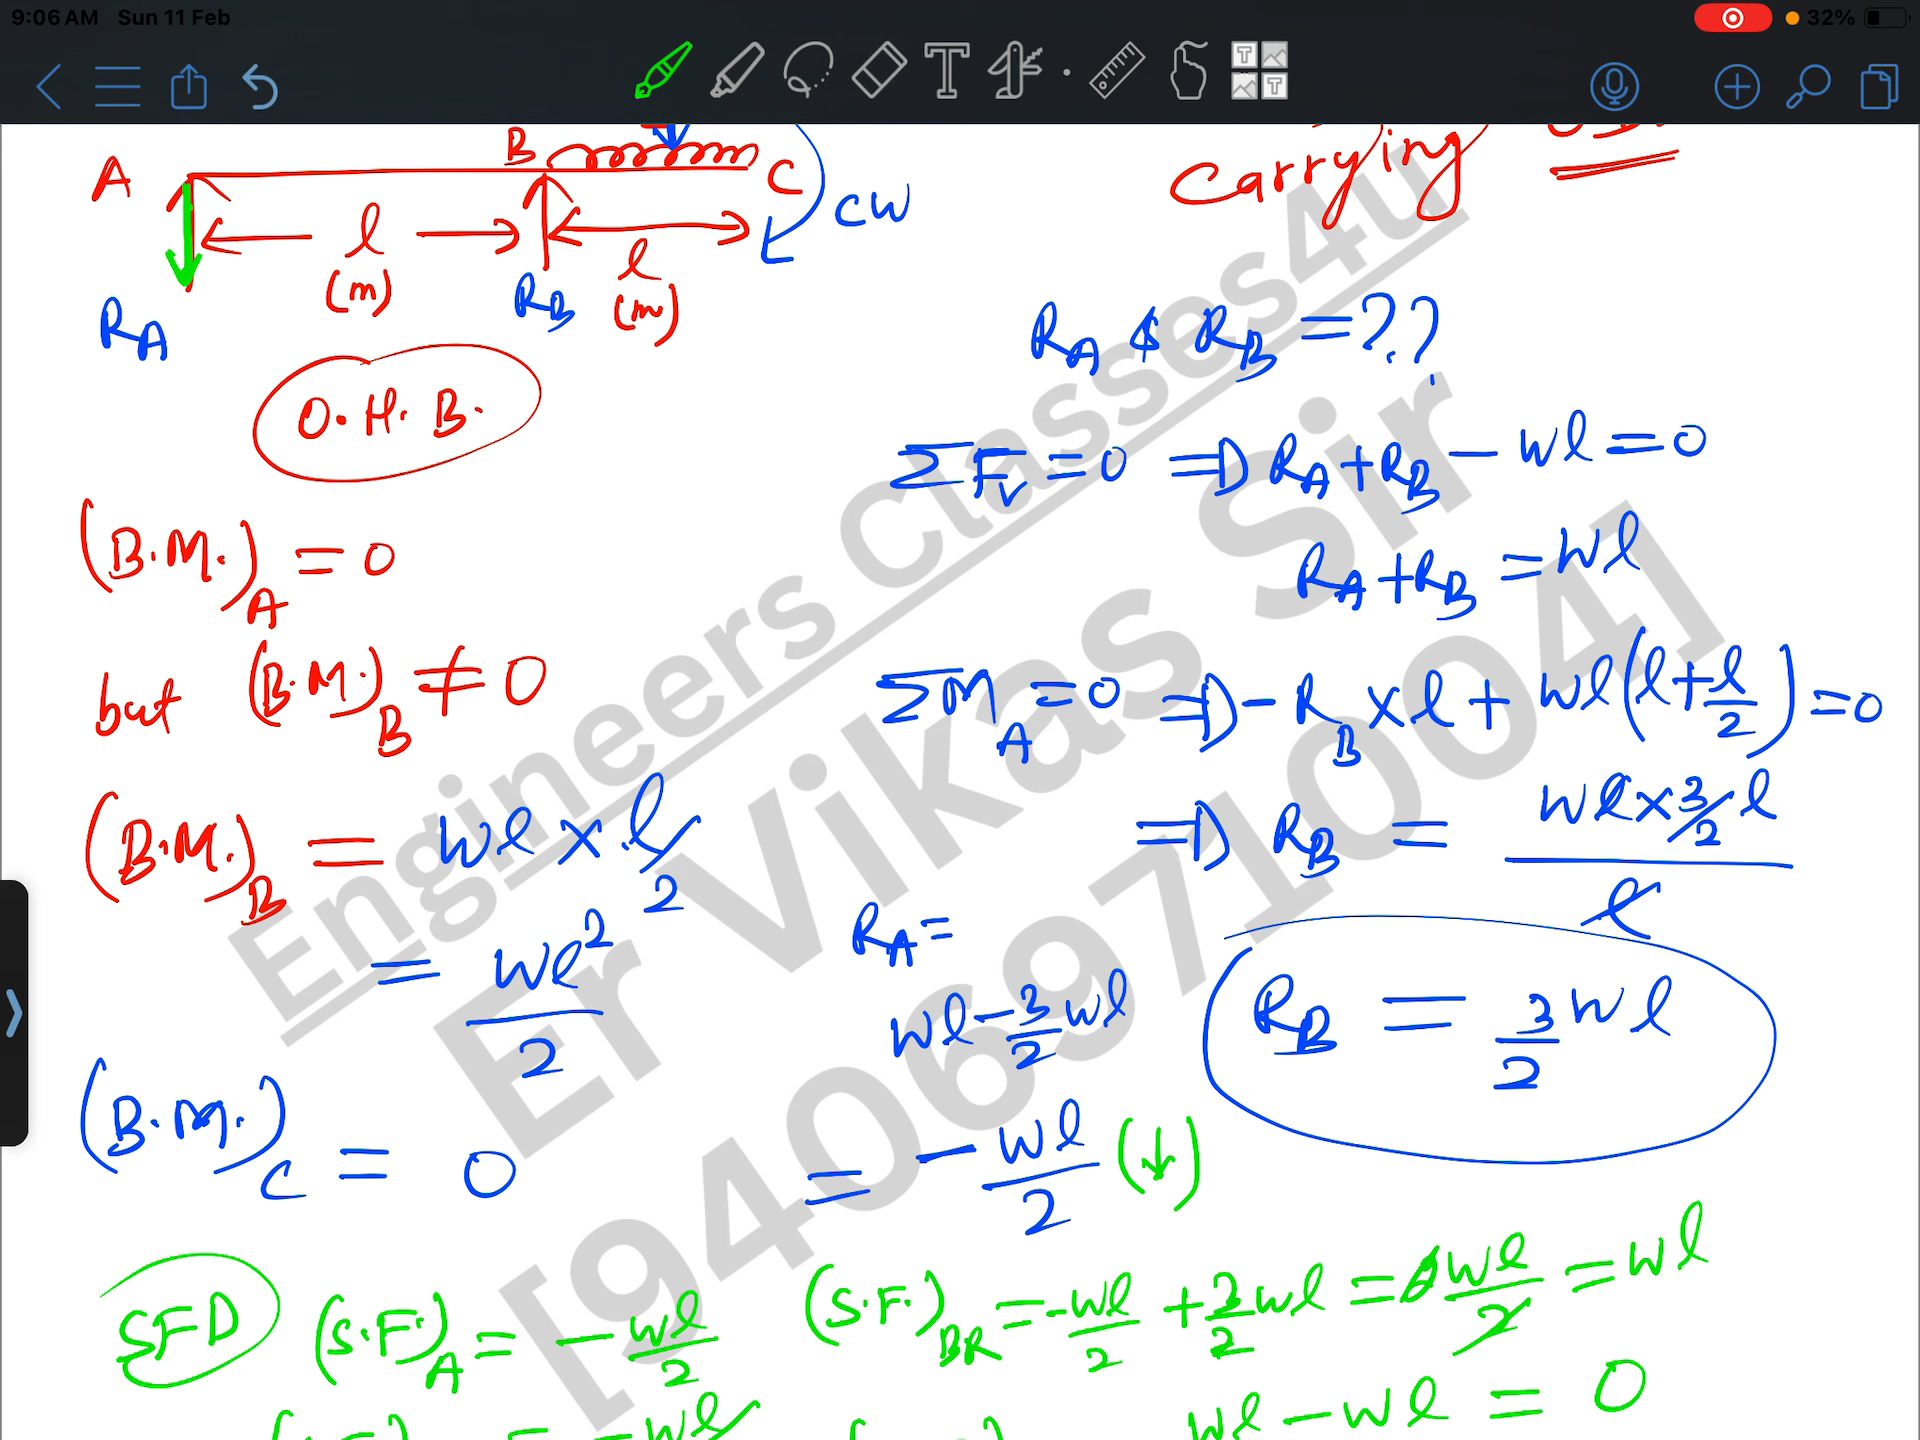 9:06 AM Sun 11 Feb 32%
A B C
l l CW
(m) (m)
RA RB
Carrying
O.H.B.
RA & RB = ??
ΣFv = 0 ⇒ RA + RB - wl = 0
RA + RB = wl
(B.M.)A = 0
but (B.M.)B ≠ 0
ΣMA = 0 ⇒ - RB × l + wl(l + l/2) = 0
(B.M.)B = wl × l/2
⇒ RB = wl × 3/2 l / l
= wl²/2
RA =
wl - 3/2 wl
RB = 3/2 wl
(B.M.)C = 0
= - wl/2 (↓)
SFD (S.F.)A = - wl/2 (S.F.)BR = - wl/2 + 3/2 wl = 2wl/2 = wl
= - wl wl - wl = 0
Engineers Classes4u
Er Vikas Sir
[9406971004]